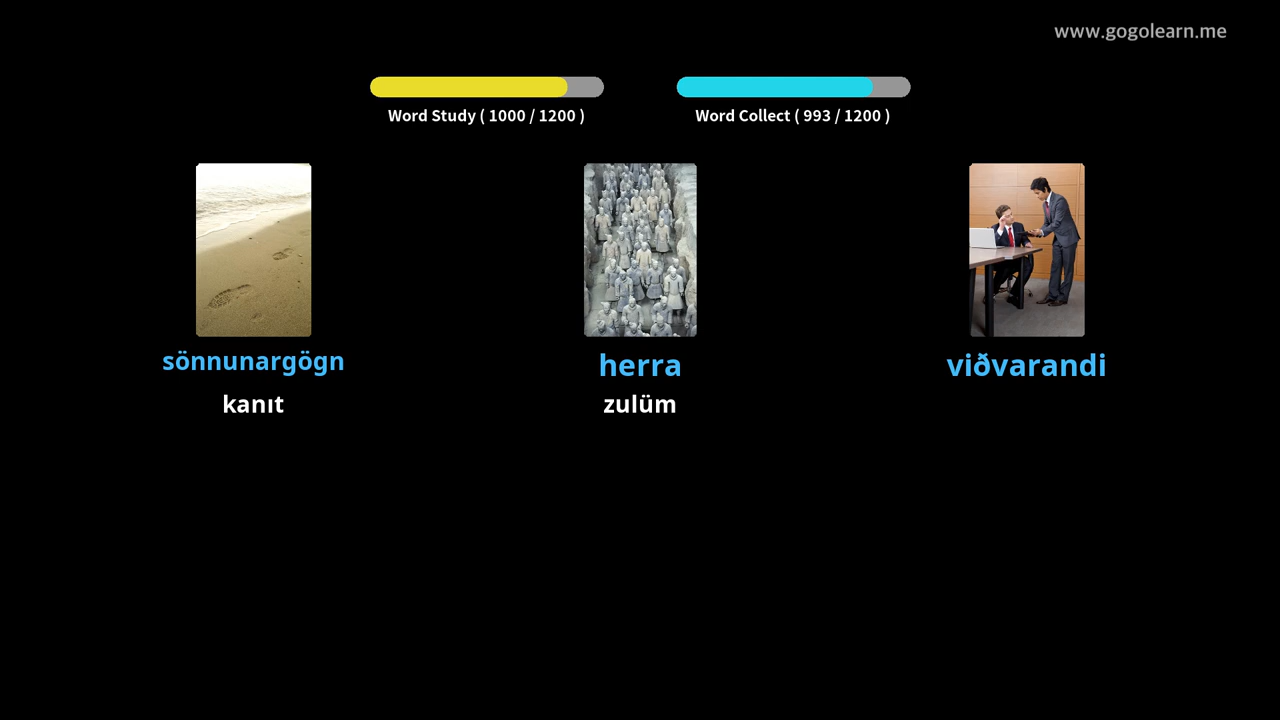 www.gogolearn.me
Word Study ( 1000 / 1200 )
Word Collect ( 993 / 1200 )
sönnunargögn
kanıt
herra
zulüm
viðvarandi